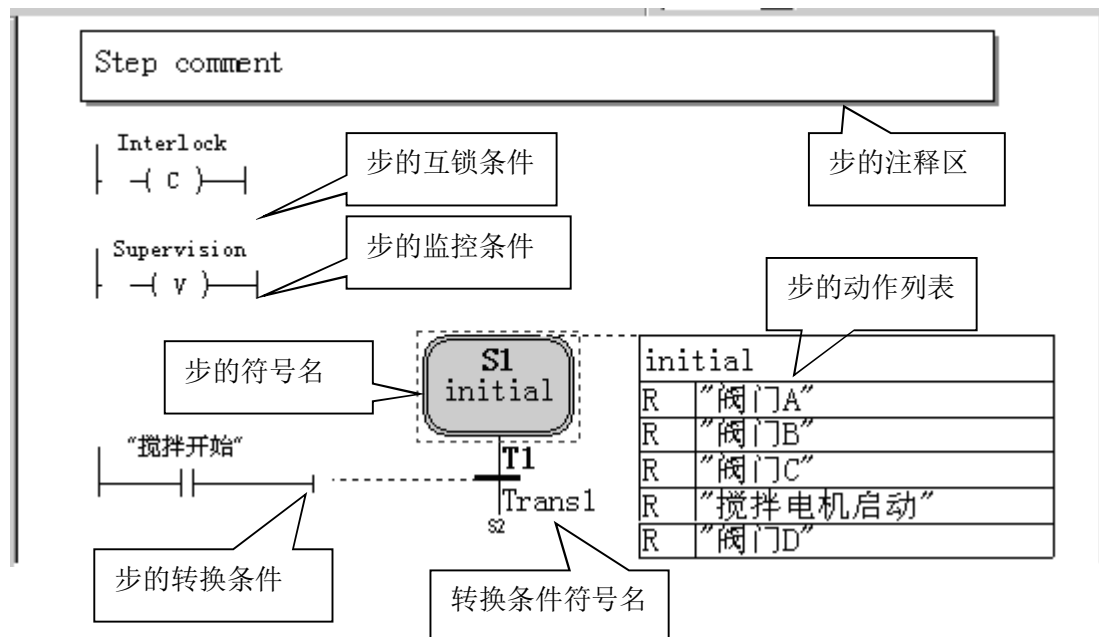 Step comment
Interlock
( C )
步的互锁条件
步的注释区
Supervision
( V )
步的监控条件
步的动作列表
步的符号名
S1
initial
initial
R "阀门A"
R "阀门B"
R "阀门C"
R "搅拌电机启动"
R "阀门D"
"搅拌开始"
T1
Trans1
S2
步的转换条件
转换条件符号名